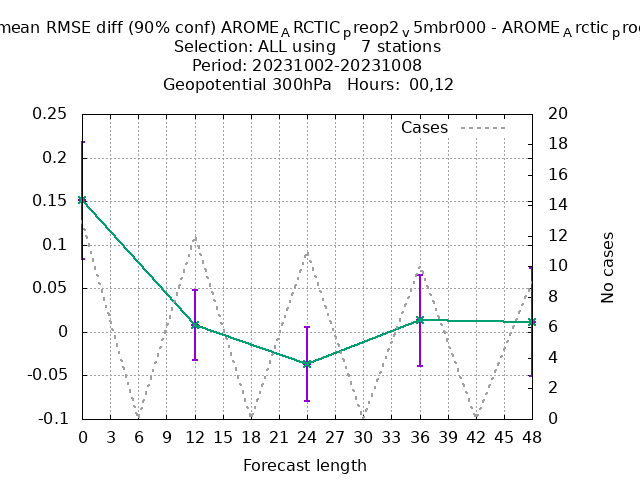 mean RMSE diff (90% conf) AROME_ARCTIC_preop2_v5mbr000 - AROME_Arctic_pro
Selection: ALL using 7 stations
Period: 20231002-20231008
Geopotential 300hPa Hours: 00,12
Cases
0.25
0.2
0.15
0.1
0.05
0
-0.05
-0.1
20
18
16
14
12
10
8
6
4
2
0
No cases
0 3 6 9 12 15 18 21 24 27 30 33 36 39 42 45 48
Forecast length